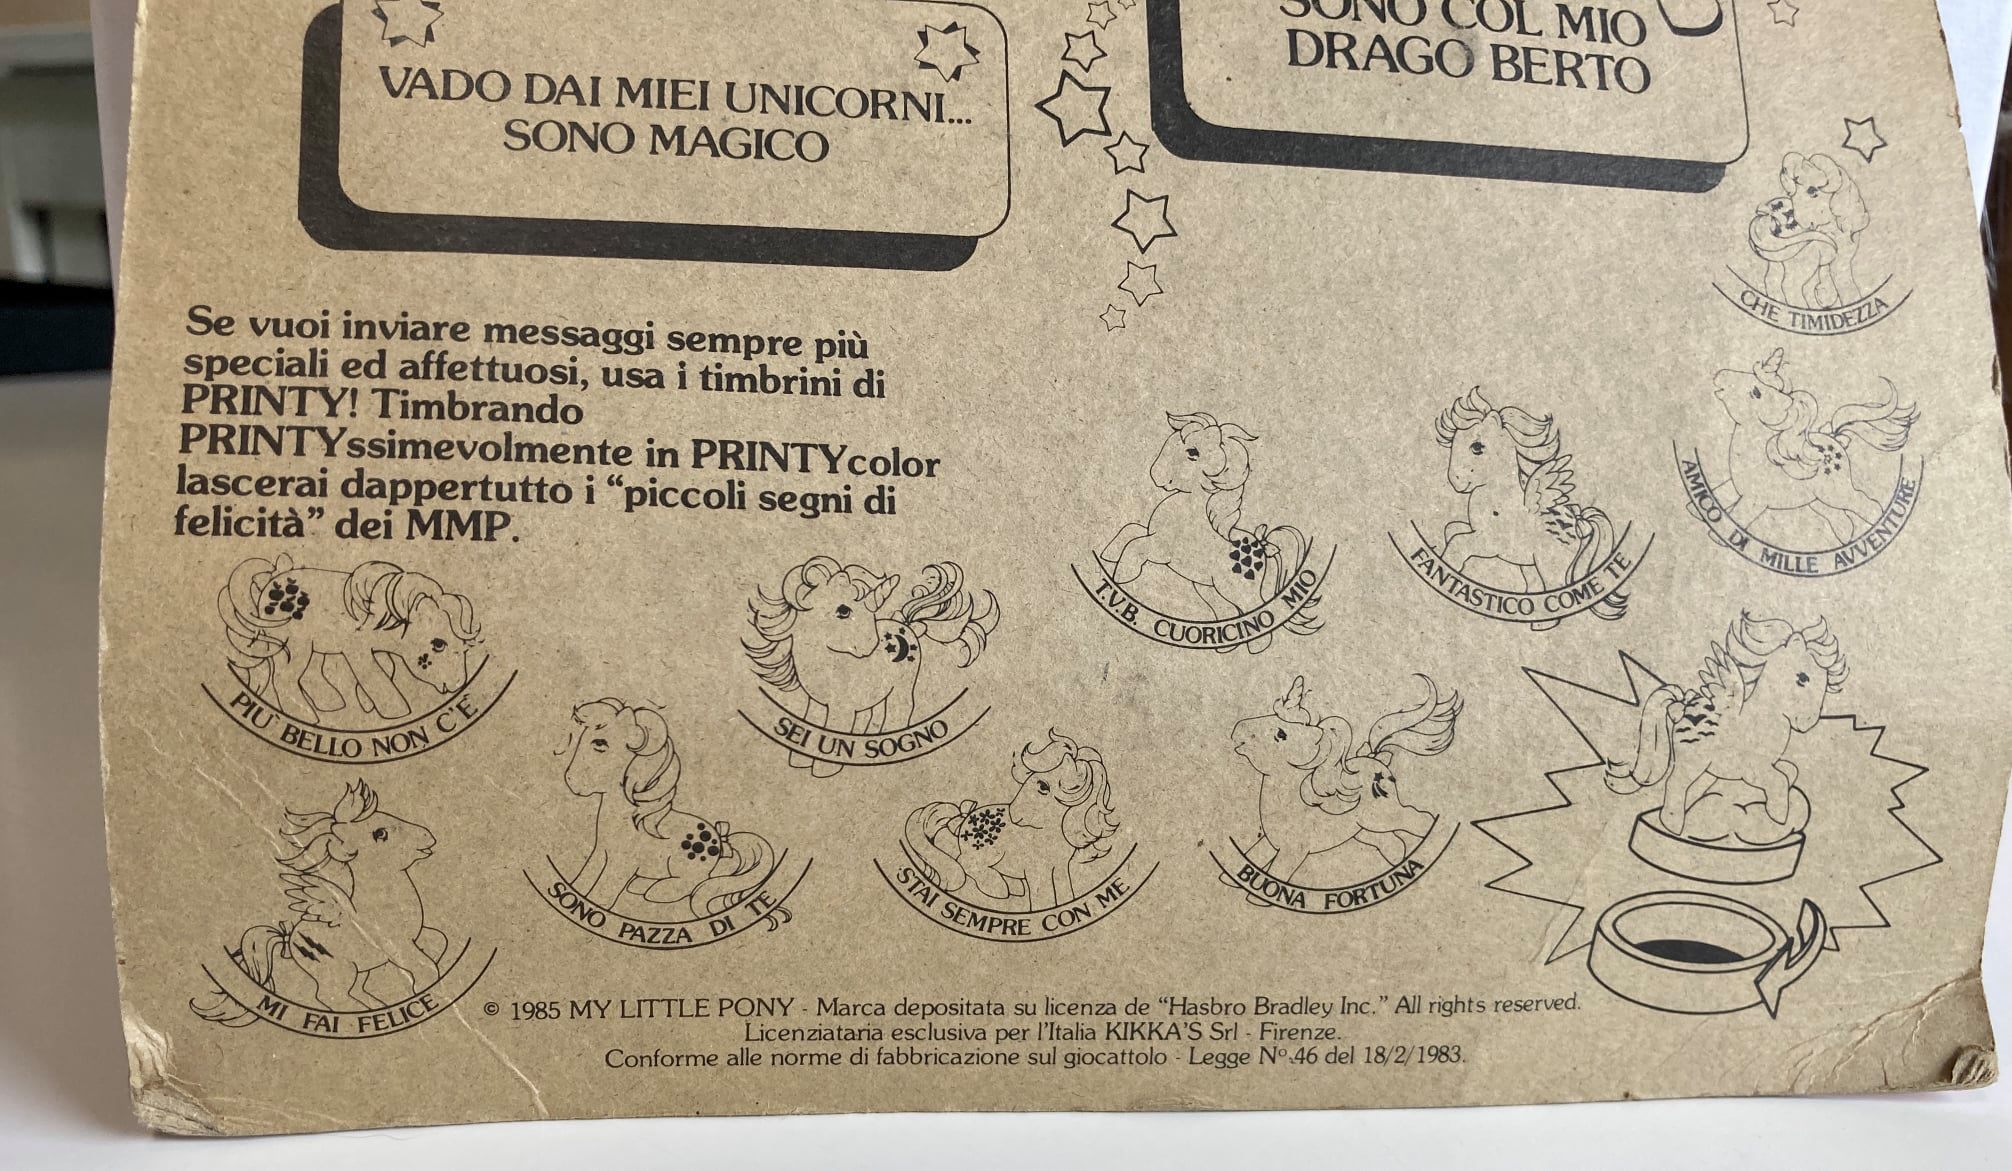 VADO DAI MIEI UNICORNI...
SONO MAGICO
SONO COL MIO
DRAGO BERTO
CHE TIMIDEZZA
Se vuoi inviare messaggi sempre più
speciali ed affettuosi, usa i timbrini di
PRINTY! Timbrando
PRINTYssimevolmente in PRINTYcolor
lascerai dappertutto i “piccoli segni di
felicità” dei MMP.
T.V.B. CUORICINO MIO
FANTASTICO COME TE
AMICO DI MILLE AVVENTURE
PIU' BELLO NON C'È
SEI UN SOGNO
MI FAI FELICE
SONO PAZZA DI TE
STAI SEMPRE CON ME
BUONA FORTUNA
© 1985 MY LITTLE PONY - Marca depositata su licenza de “Hasbro Bradley Inc.” All rights reserved.
Licenziataria esclusiva per l'Italia KIKKA'S Srl - Firenze.
Conforme alle norme di fabbricazione sul giocattolo - Legge Nº.46 del 18/2/1983.